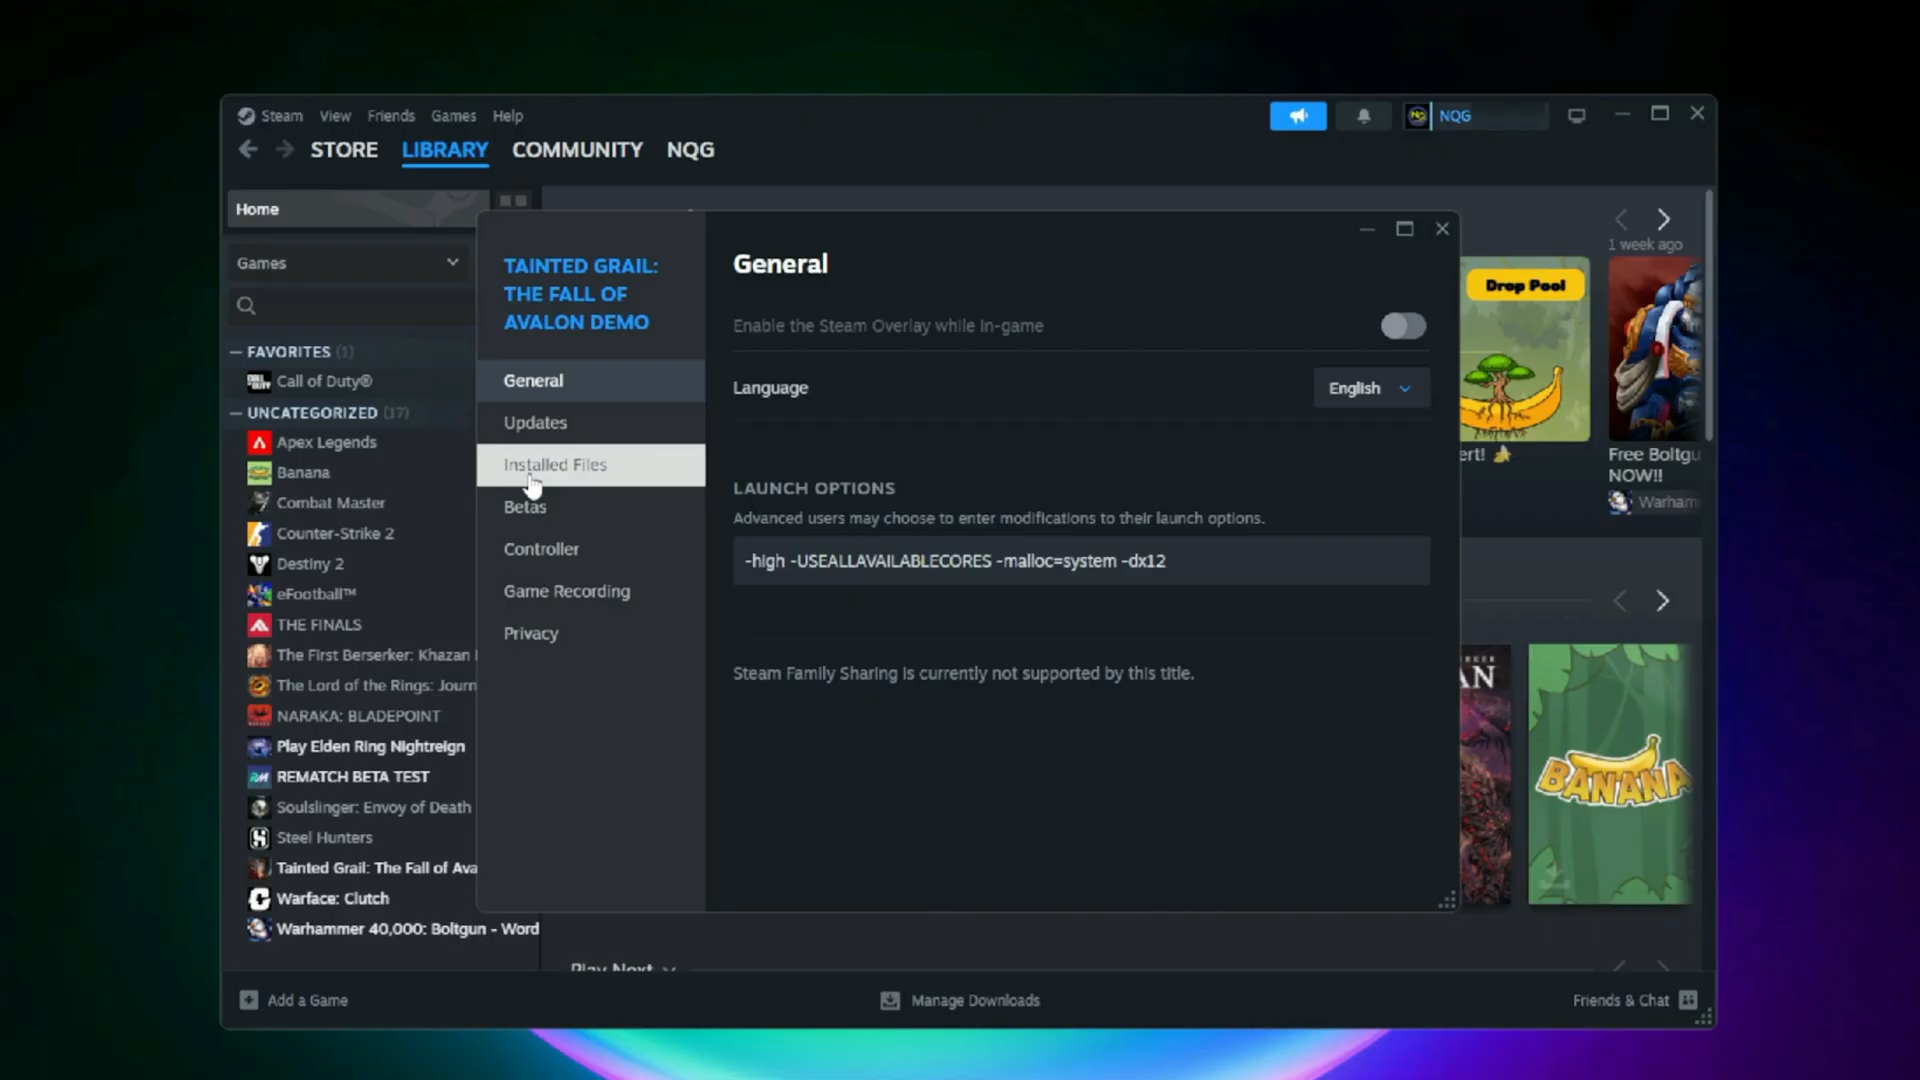 Steam View Friends Games Help
NQG
STORE LIBRARY COMMUNITY NQG
Home
Games
FAVORITES (1)
Call of Duty®
UNCATEGORIZED (17)
Apex Legends
Banana
Combat Master
Counter-Strike 2
Destiny 2
eFootball™
THE FINALS
The First Berserker: Khazan
The Lord of the Rings: Journ
NARAKA: BLADEPOINT
Play Elden Ring Nightreign
REMATCH BETA TEST
Soulslinger: Envoy of Death
Steel Hunters
Tainted Grail: The Fall of Ava
Warface: Clutch
Warhammer 40,000: Boltgun - Word
TAINTED GRAIL:
THE FALL OF
AVALON DEMO
General
Updates
Installed Files
Betas
Controller
Game Recording
Privacy
General
Enable the Steam Overlay while In-game
Language
English
LAUNCH OPTIONS
Advanced users may choose to enter modifications to their launch options.
-high -USEALLAVAILABLECORES -malloc=system -dx12
Steam Family Sharing is currently not supported by this title.
1 week ago
Drop Pool
ert!
Free Boltgu
NOW!!
Warham
AN
BANANA
Play Next
Add a Game
Manage Downloads
Friends & Chat